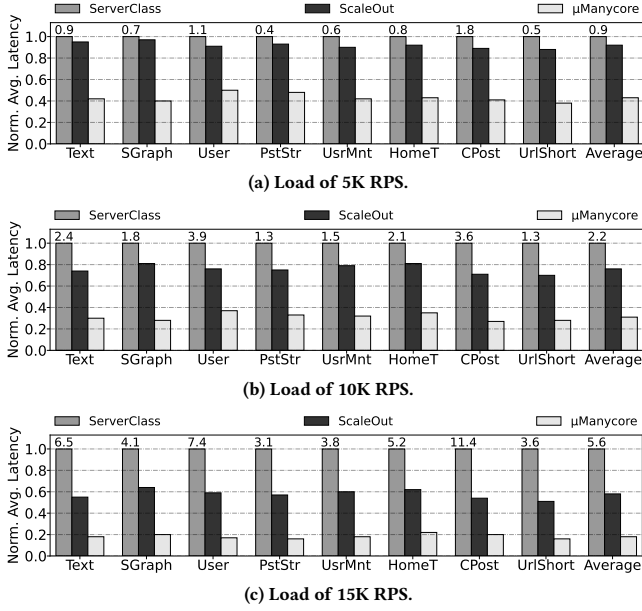 ServerClass ScaleOut μManycore
0.9 0.7 1.1 0.4 0.6 0.8 1.8 0.5 0.9
Norm. Avg. Latency
1.0
0.8
0.6
0.4
0.2
0.0
Text SGraph User PstStr UsrMnt HomeT CPost UrlShort Average
(a) Load of 5K RPS.
ServerClass ScaleOut μManycore
2.4 1.8 3.9 1.3 1.5 2.1 3.6 1.3 2.2
Norm. Avg. Latency
1.0
0.8
0.6
0.4
0.2
0.0
Text SGraph User PstStr UsrMnt HomeT CPost UrlShort Average
(b) Load of 10K RPS.
ServerClass ScaleOut μManycore
6.5 4.1 7.4 3.1 3.8 5.2 11.4 3.6 5.6
Norm. Avg. Latency
1.0
0.8
0.6
0.4
0.2
0.0
Text SGraph User PstStr UsrMnt HomeT CPost UrlShort Average
(c) Load of 15K RPS.